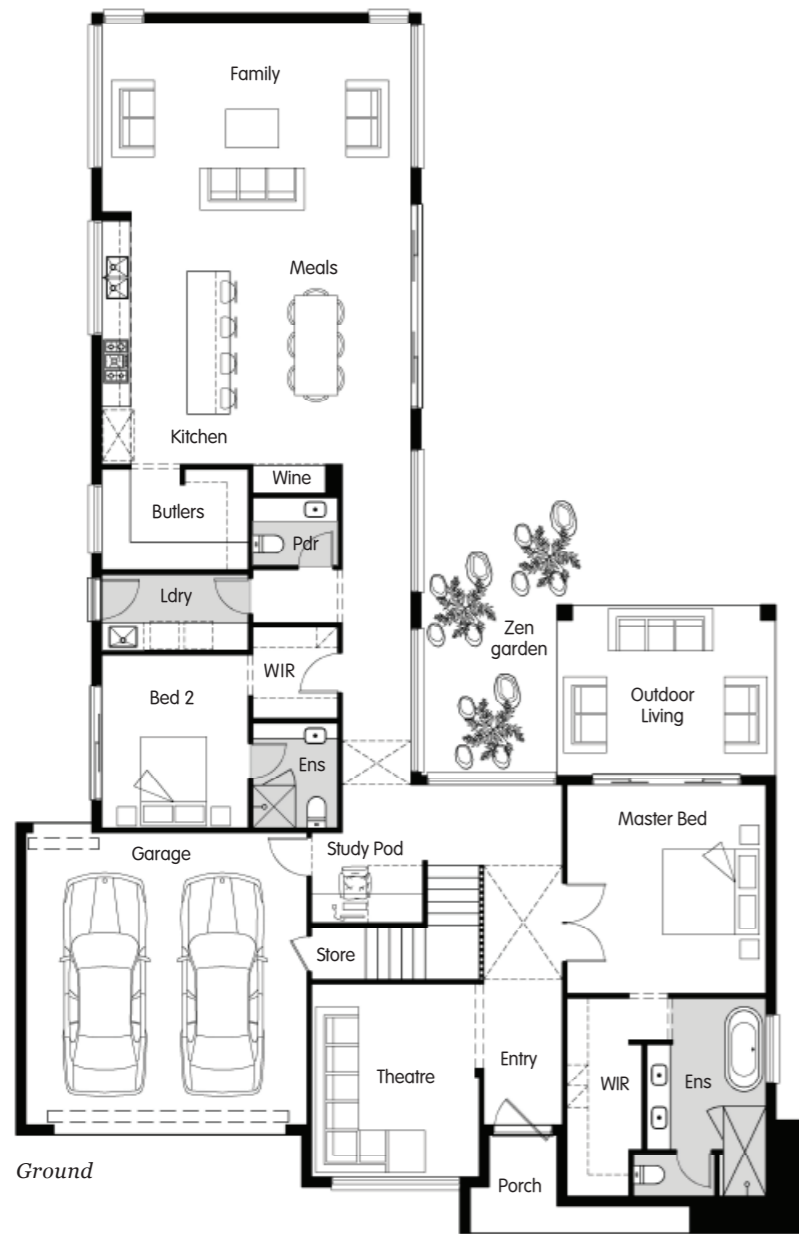 Family
Meals
Kitchen
Wine
Butlers
Pdr
Ldry
Zen
garden
WIR
Bed 2
Outdoor
Living
Ens
Master Bed
Garage
Study Pod
Store
Entry
Theatre
WIR
Ens
Ground
Porch